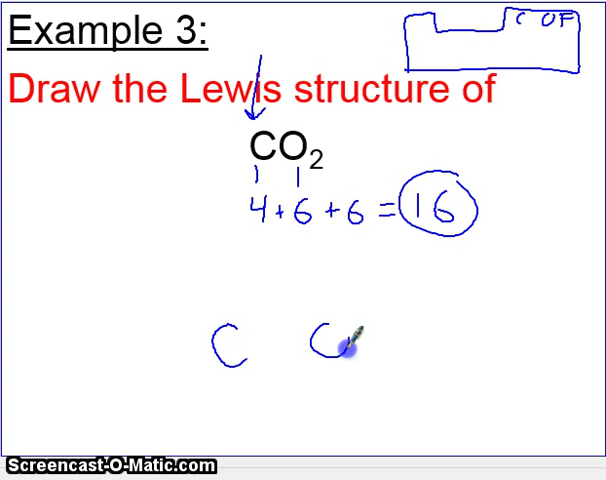 Example 3:
C OF
Draw the Lewis structure of
CO₂
4 + 6 + 6 = 16
C C
Screencast-O-Matic.com